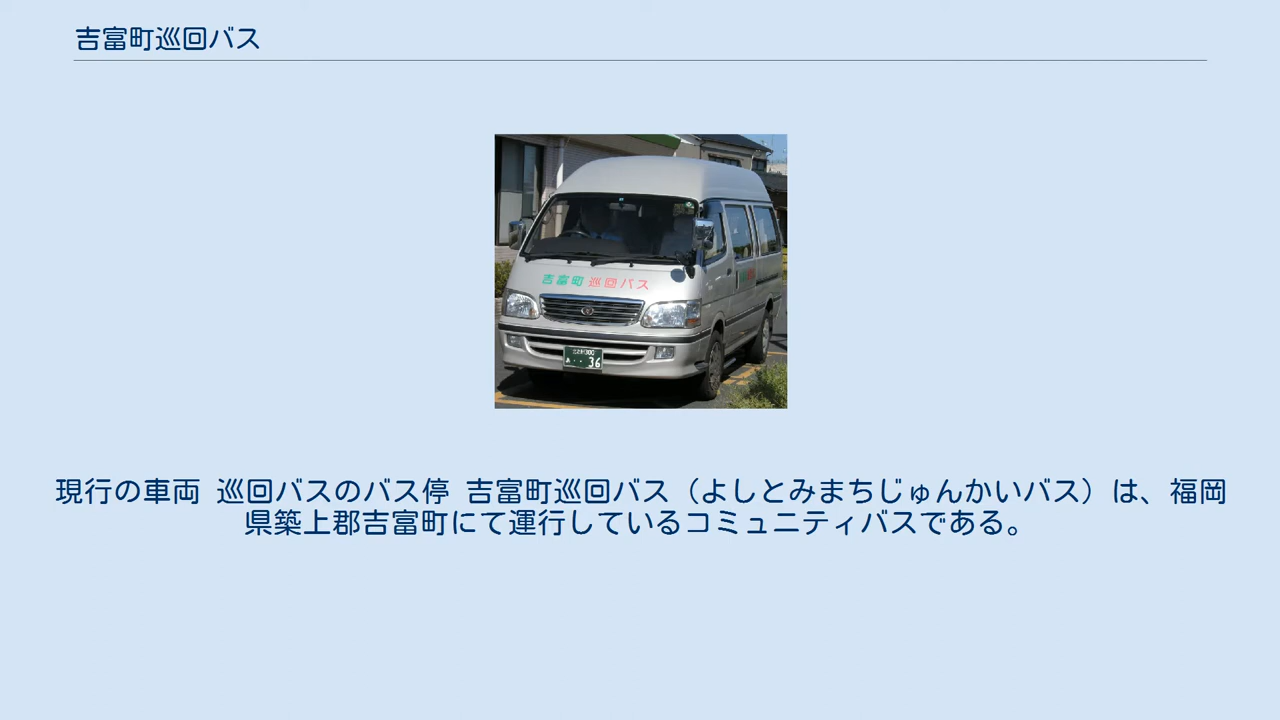 吉富町巡回バス
吉富町巡回バス
36
現行の車両 巡回バスのバス停 吉富町巡回バス（よしとみまちじゅんかいバス）は、福岡
県築上郡吉富町にて運行しているコミュニティバスである。